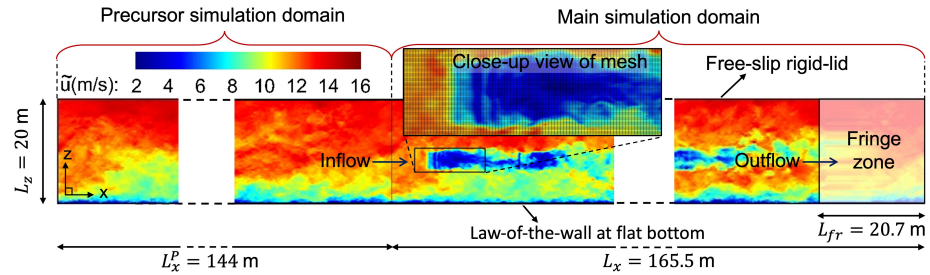 Precursor simulation domain
Main simulation domain
ũ(m/s): 2 4 6 8 10 12 14 16
Close-up view of mesh
Free-slip rigid-lid
L_z = 20 m
z
x
Inflow
Outflow
Fringe
zone
Law-of-the-wall at flat bottom
L_fr = 20.7 m
L_x^P = 144 m
L_x = 165.5 m